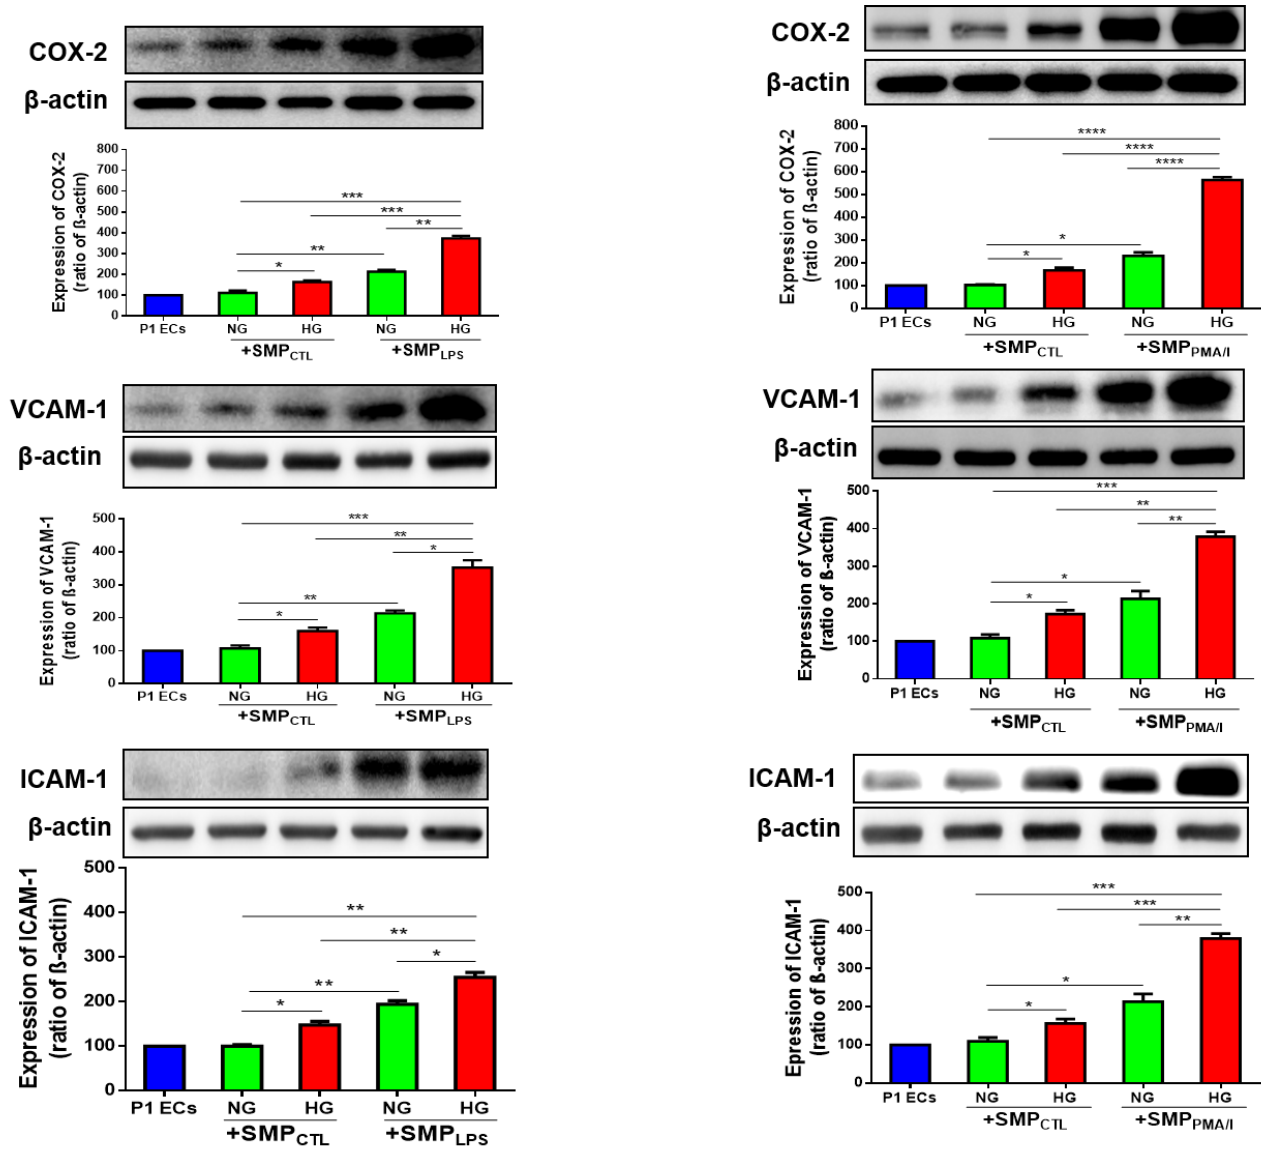 COX-2
β-actin
800
700
600
500
400
300
200
100
0
Expression of COX-2
(ratio of ß-actin)
***
***
**
**
*
P1 ECs
NG
HG
NG
HG
+SMPCTL
+SMPLPS
COX-2
β-actin
800
700
600
500
400
300
200
100
0
Expression of COX-2
(ratio of ß-actin)
****
****
****
*
*
P1 ECs
NG
HG
NG
HG
+SMPCTL
+SMPPMA/I
VCAM-1
β-actin
500
400
300
200
100
0
Expression of VCAM-1
(ratio of ß-actin)
***
**
*
**
*
P1 ECs
NG
HG
NG
HG
+SMPCTL
+SMPLPS
VCAM-1
β-actin
500
400
300
200
100
0
Expression of VCAM-1
(ratio of ß-actin)
***
**
**
*
*
P1 ECs
NG
HG
NG
HG
+SMPCTL
+SMPPMA/I
ICAM-1
β-actin
500
400
300
200
100
0
Expression of ICAM-1
(ratio of ß-actin)
**
**
*
**
*
P1 ECs
NG
HG
NG
HG
+SMPCTL
+SMPLPS
ICAM-1
β-actin
500
400
300
200
100
0
Epression of ICAM-1
(ratio of ß-actin)
***
***
**
*
*
P1 ECs
NG
HG
NG
HG
+SMPCTL
+SMPPMA/I